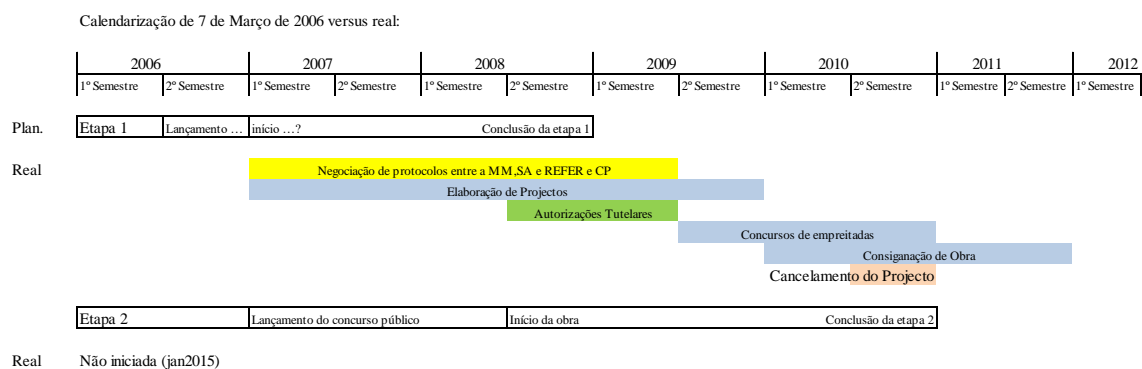 Calendarização de 7 de Março de 2006 versus real:
2006 2007 2008 2009 2010 2011 2012
1º Semestre 2º Semestre 1º Semestre 2º Semestre 1º Semestre 2º Semestre 1º Semestre 2º Semestre 1º Semestre 2º Semestre 1º Semestre 2º Semestre 1º Semestre
Plan. Etapa 1 Lançamento … início …? Conclusão da etapa 1
Real Negociação de protocolos entre a MM,SA e REFER e CP
Elaboração de Projectos
Autorizações Tutelares
Concursos de empreitadas
Consiganação de Obra
Cancelamento do Projecto
Etapa 2 Lançamento do concurso público Início da obra Conclusão da etapa 2
Real Não iniciada (jan2015)